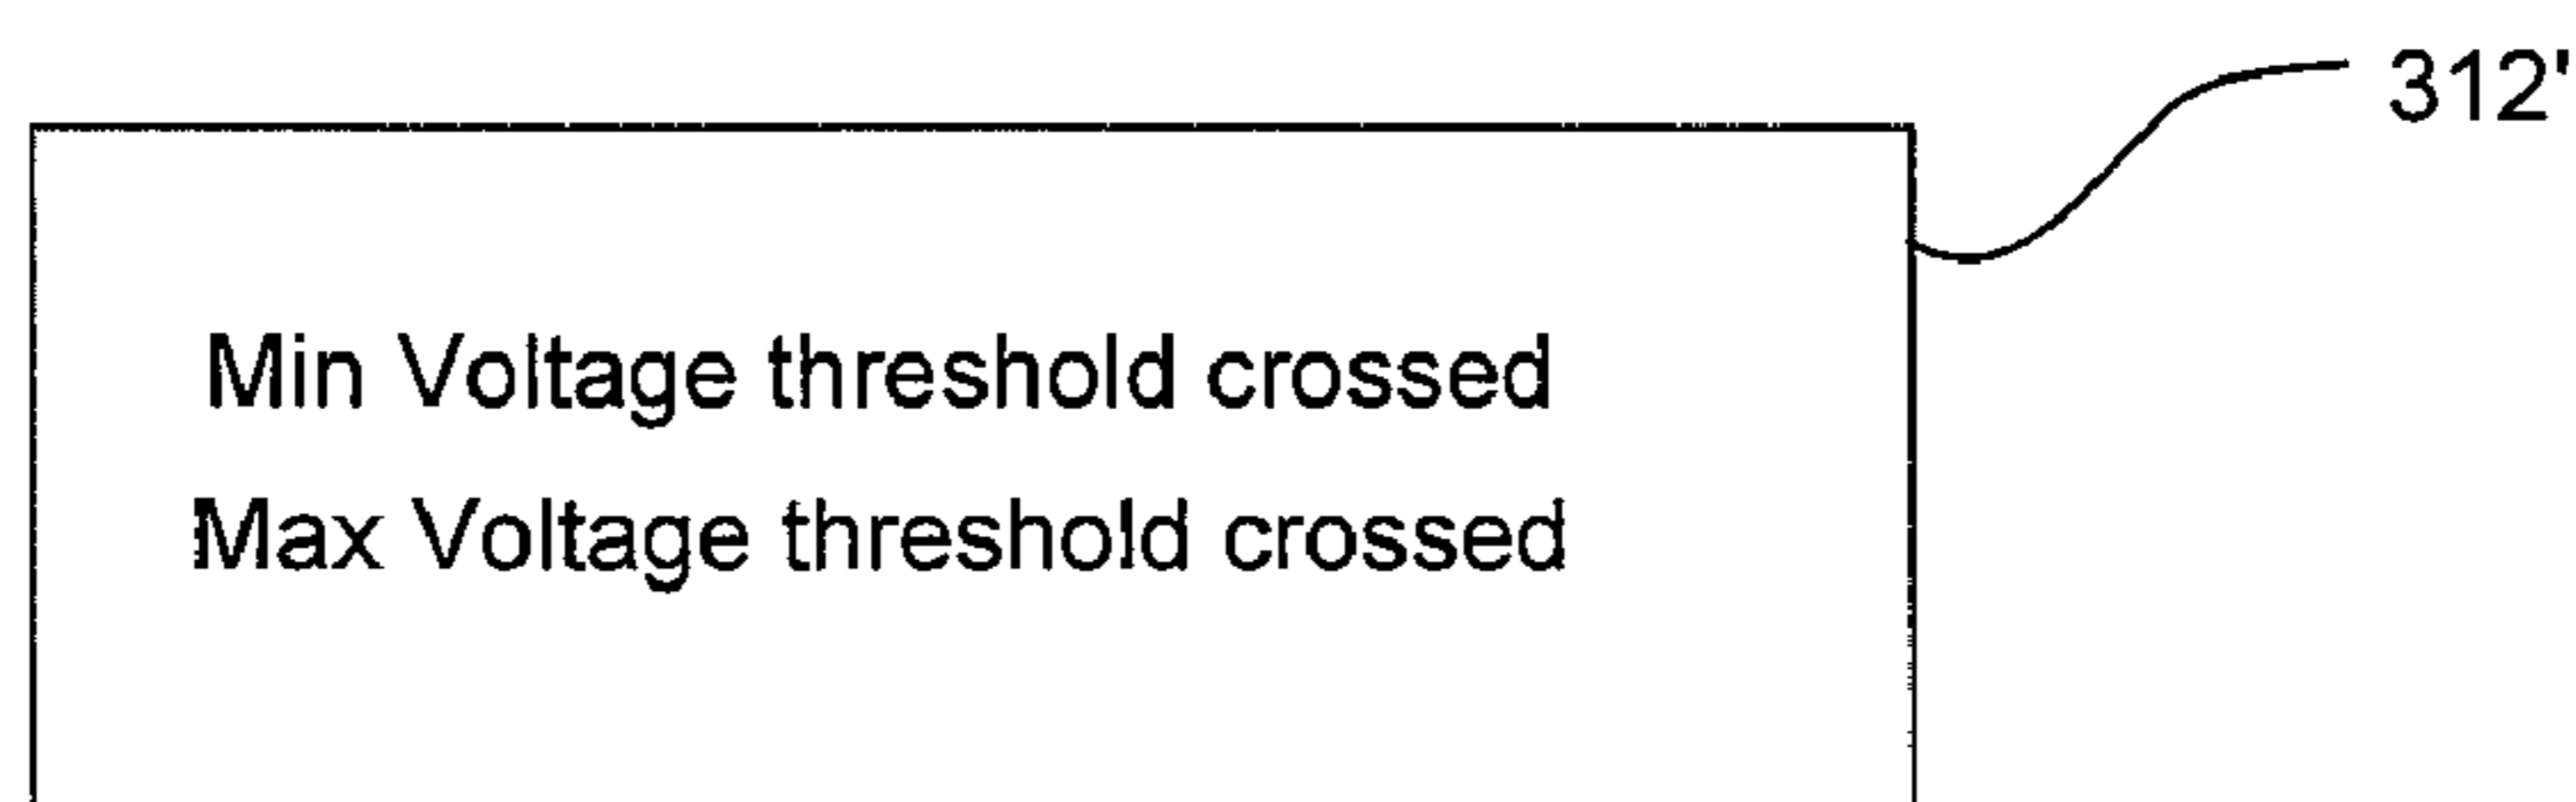 312'
Min Voltage threshold crossed
Max Voltage threshold crossed